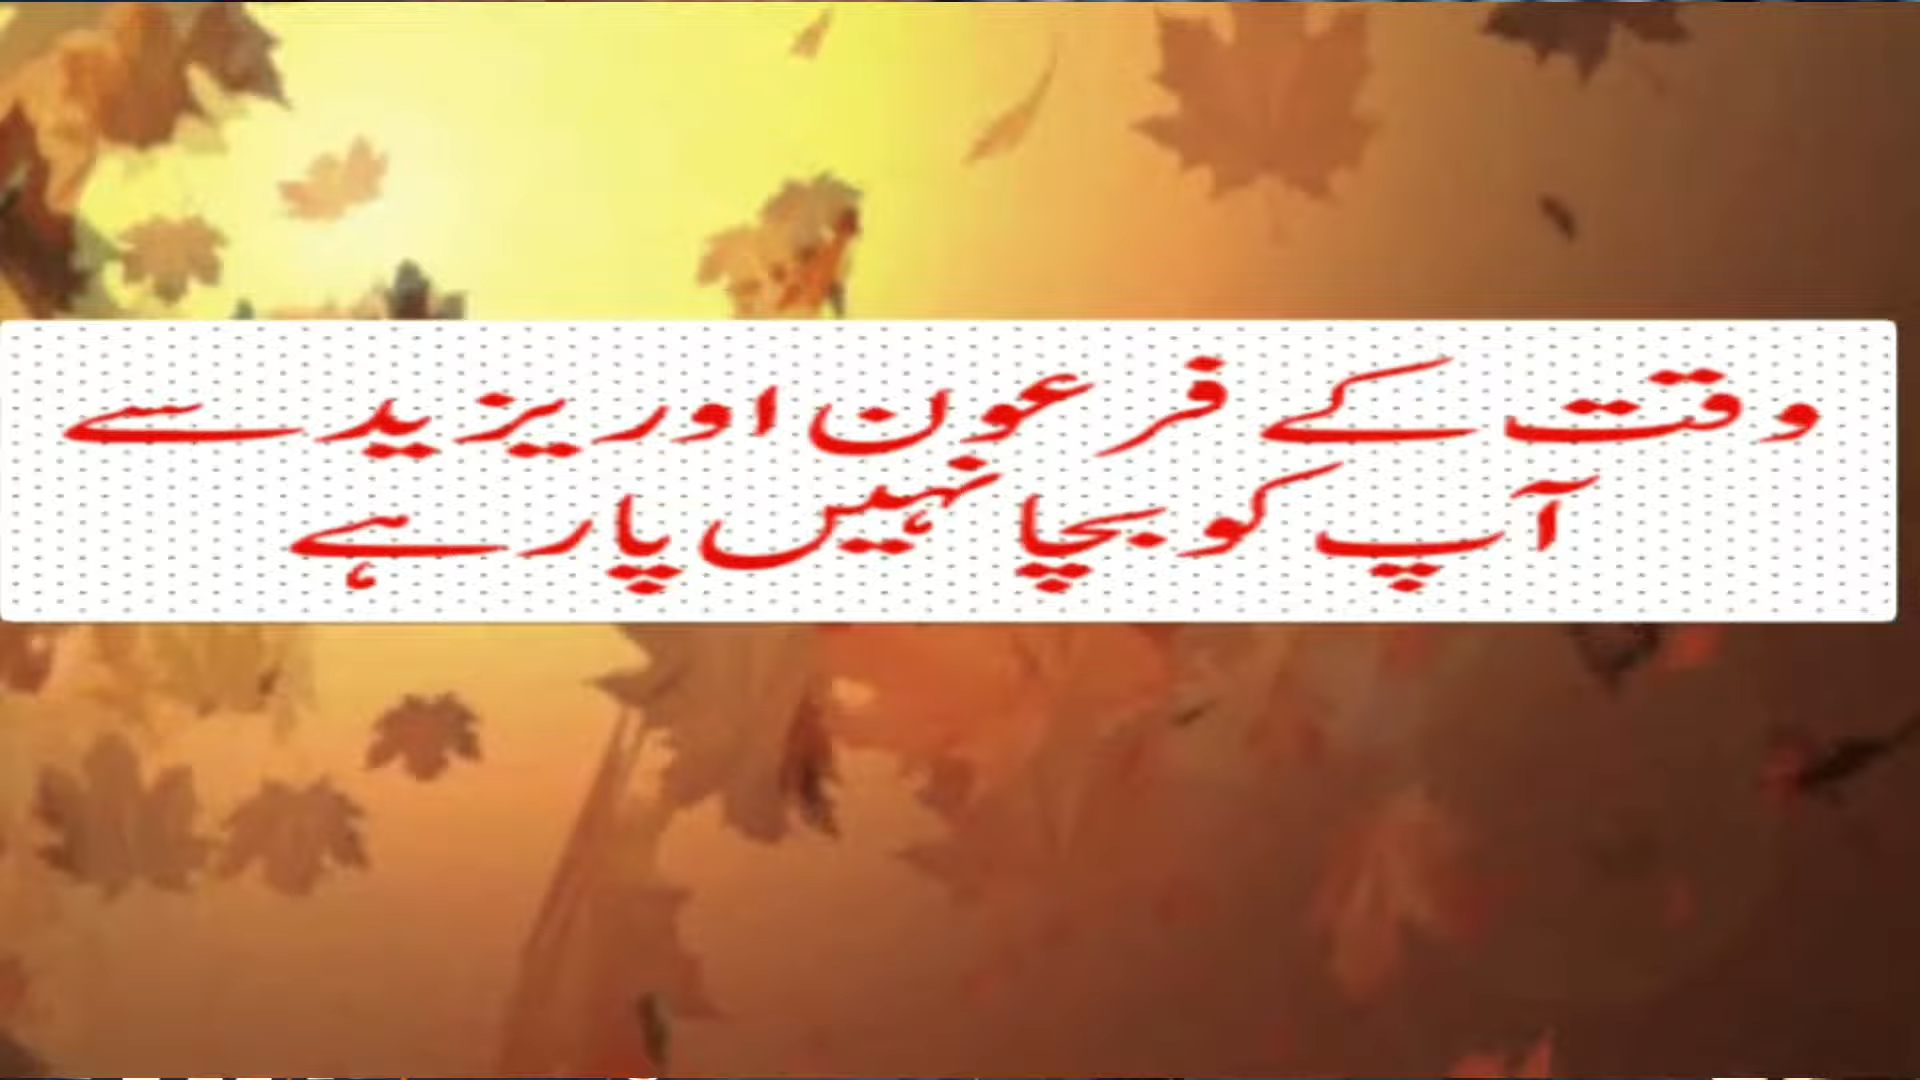 وقت کے فرعون اور یزید سے
آپ کو بچا نہیں پا رہے